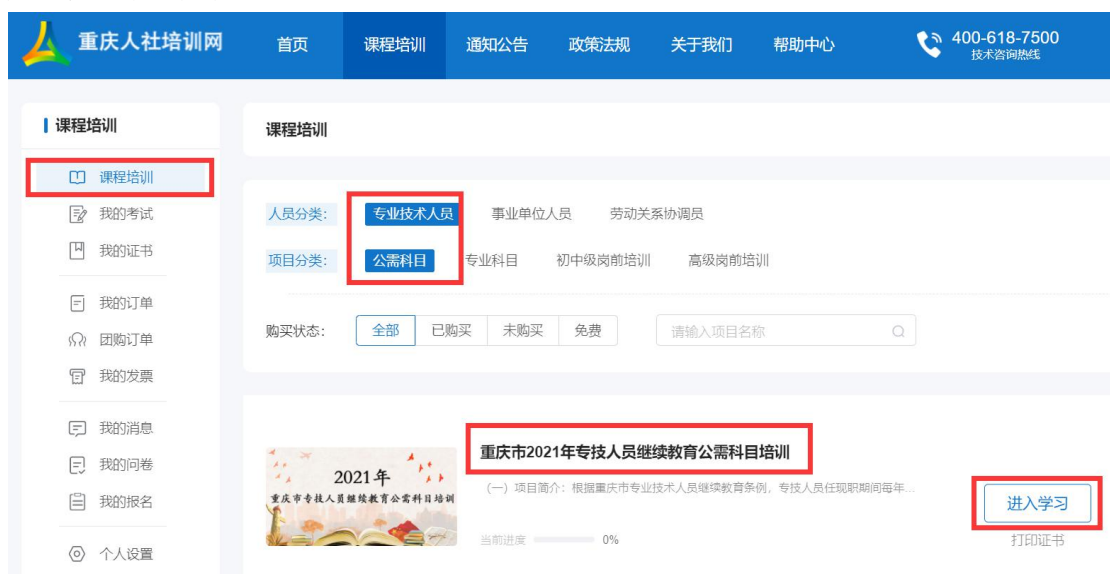 重庆人社培训网
首页 课程培训 通知公告 政策法规 关于我们 帮助中心
400-618-7500
技术咨询热线
课程培训
课程培训
我的考试
我的证书
我的订单
团购订单
我的发票
我的消息
我的问卷
我的报名
个人设置
课程培训
人员分类: 专业技术人员 事业单位人员 劳动关系协调员
项目分类: 公需科目 专业科目 初中级岗前培训 高级岗前培训
购买状态: 全部 已购买 未购买 免费 请输入项目名称
2021年
重庆市专技人员继续教育公需科目培训
重庆市2021年专技人员继续教育公需科目培训
(一) 项目简介: 根据重庆市专业技术人员继续教育条例, 专技人员任现职期间每年...
当前进度 0%
进入学习
打印证书